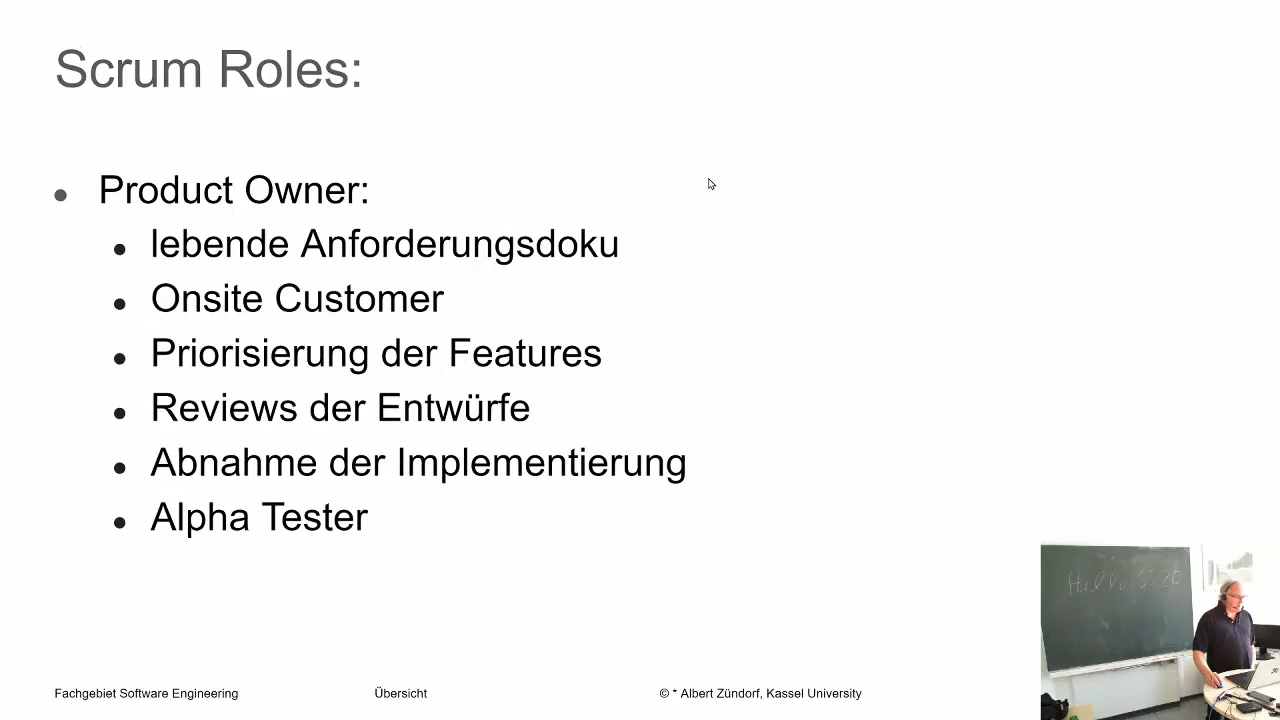 Scrum Roles:
Product Owner:
lebende Anforderungsdoku
Onsite Customer
Priorisierung der Features
Reviews der Entwürfe
Abnahme der Implementierung
Alpha Tester
Fachgebiet Software Engineering
Übersicht
© * Albert Zündorf, Kassel University